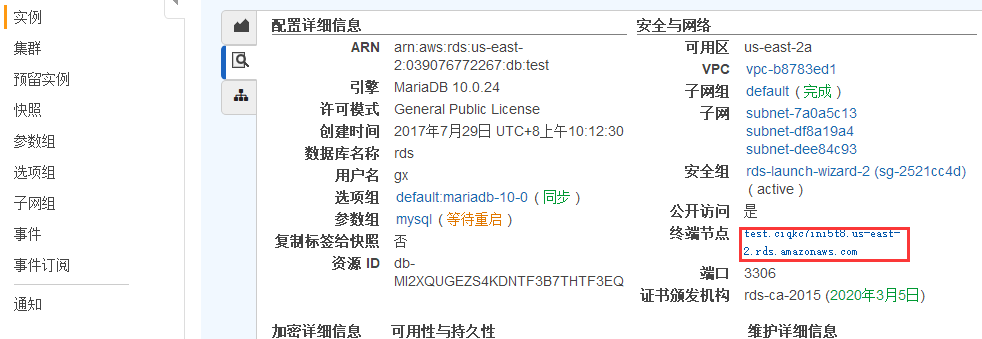 实例
集群
预留实例
快照
参数组
选项组
子网组
事件
事件订阅
通知
配置详细信息
ARN arn:aws:rds:us-east-
2:039076772267:db:test
引擎 MariaDB 10.0.24
许可模式 General Public License
创建时间 2017年7月29日 UTC+8上午10:12:30
数据库名称 rds
用户名 gx
选项组 default:mariadb-10-0 ( 同步 )
参数组 mysql ( 等待重启 )
复制标签给快照 否
资源 ID db-
MI2XQUGEZS4KDNTF3B7THTF3EQ
加密详细信息 可用性与持久性
安全与网络
可用区 us-east-2a
VPC vpc-b8783ed1
子网组 default ( 完成 )
子网 subnet-7a0a5c13
subnet-df8a19a4
subnet-dee84c93
安全组 rds-launch-wizard-2 (sg-2521cc4d)
( active )
公开访问 是
终端节点 test.ciqkc7ini5t8.us-east-
2.rds.amazonaws.com
端口 3306
证书颁发机构 rds-ca-2015 (2020年3月5日)
维护详细信息